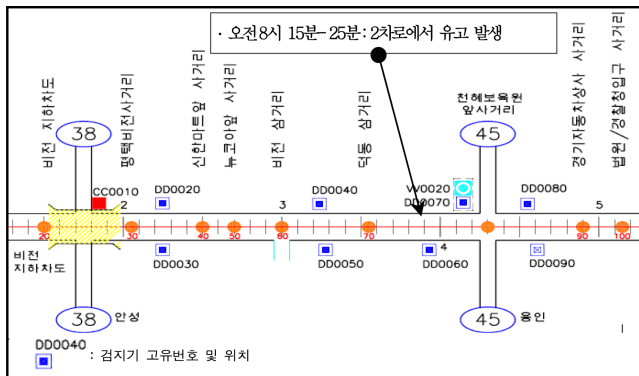 · 오전8시 15분-25분: 2차로에서 유고 발생
비전 지하차도
평택비전사거리
신한마트앞 사거리
뉴코아앞 사거리
비전 삼거리
덕동 삼거리
천혜보육원
앞사거리
경기자동차상사 사거리
법원/경찰청입구 사거리
38
45
CC0010
2
DD0020
3
DD0040
VV0020
DD0070
DD0080
5
20
30
40
50
60
70
90
100
비전
지하차도
DD0030
DD0050
4
DD0060
DD0090
38
안성
45
용인
DD0040
: 검지기 고유번호 및 위치